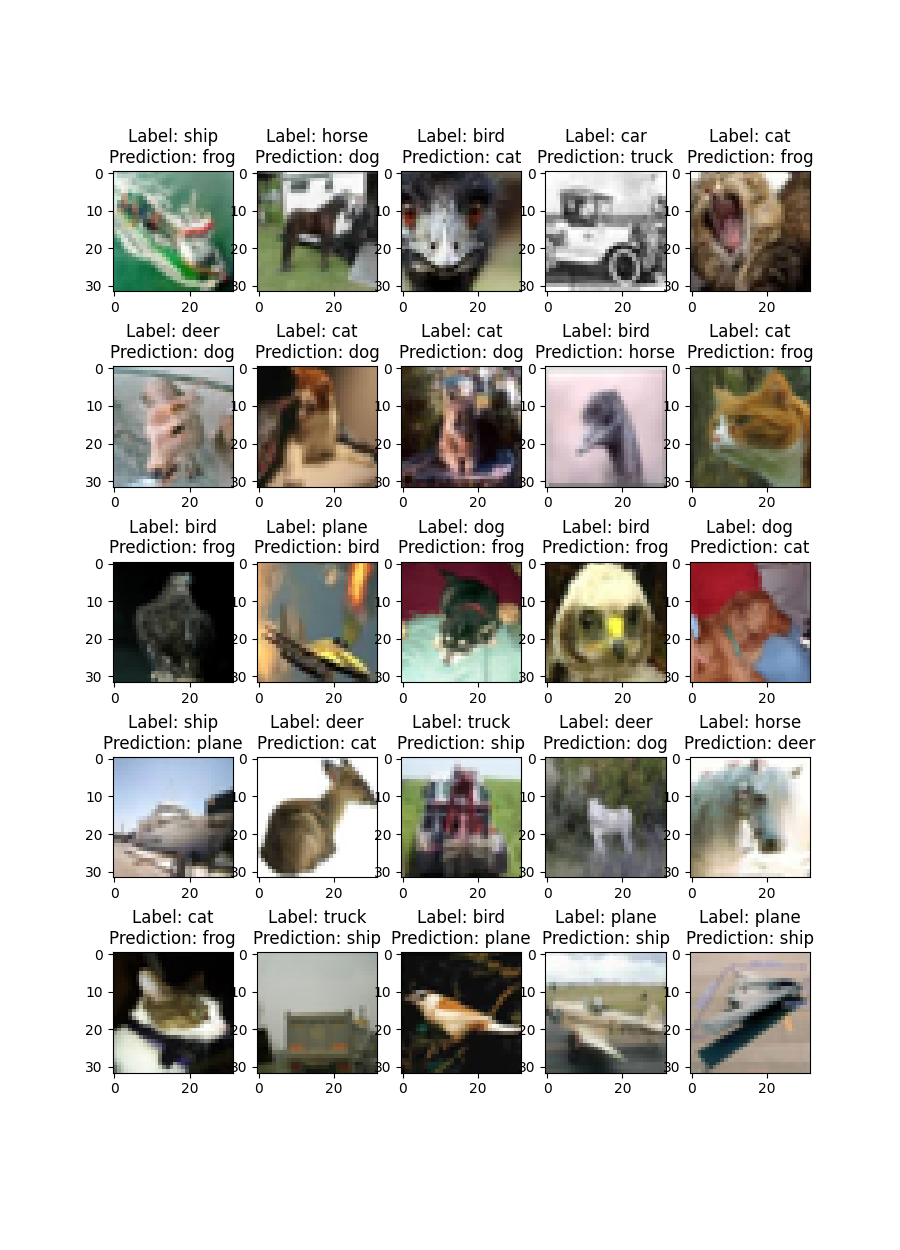 Label: ship
Prediction: frog
Label: horse
Prediction: dog
Label: bird
Prediction: cat
Label: car
Prediction: truck
Label: cat
Prediction: frog
0
10
20
30
0 20
0
10
20
30
0 20
0
10
20
30
0 20
0
10
20
30
0 20
0
10
20
30
0 20
Label: deer
Prediction: dog
Label: cat
Prediction: dog
Label: cat
Prediction: dog
Label: bird
Prediction: horse
Label: cat
Prediction: frog
0
10
20
30
0 20
0
10
20
30
0 20
0
10
20
30
0 20
0
10
20
30
0 20
0
10
20
30
0 20
Label: bird
Prediction: frog
Label: plane
Prediction: bird
Label: dog
Prediction: frog
Label: bird
Prediction: frog
Label: dog
Prediction: cat
0
10
20
30
0 20
0
10
20
30
0 20
0
10
20
30
0 20
0
10
20
30
0 20
0
10
20
30
0 20
Label: ship
Prediction: plane
Label: deer
Prediction: cat
Label: truck
Prediction: ship
Label: deer
Prediction: dog
Label: horse
Prediction: deer
0
10
20
30
0 20
0
10
20
30
0 20
0
10
20
30
0 20
0
10
20
30
0 20
0
10
20
30
0 20
Label: cat
Prediction: frog
Label: truck
Prediction: ship
Label: bird
Prediction: plane
Label: plane
Prediction: ship
Label: plane
Prediction: ship
0
10
20
30
0 20
0
10
20
30
0 20
0
10
20
30
0 20
0
10
20
30
0 20
0
10
20
30
0 20